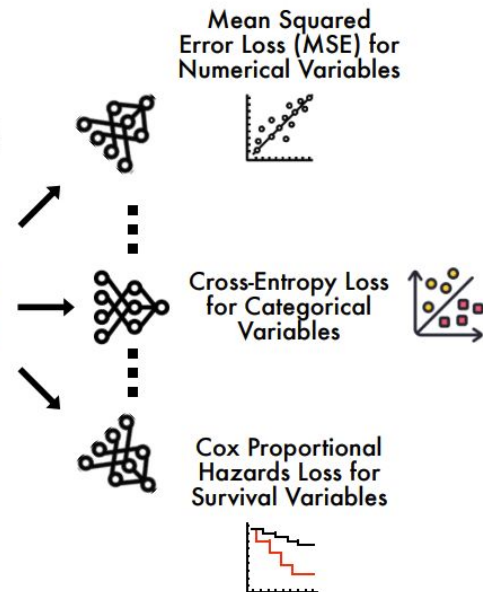 Mean Squared
Error Loss (MSE) for
Numerical Variables
Cross-Entropy Loss
for Categorical
Variables
Cox Proportional
Hazards Loss for
Survival Variables